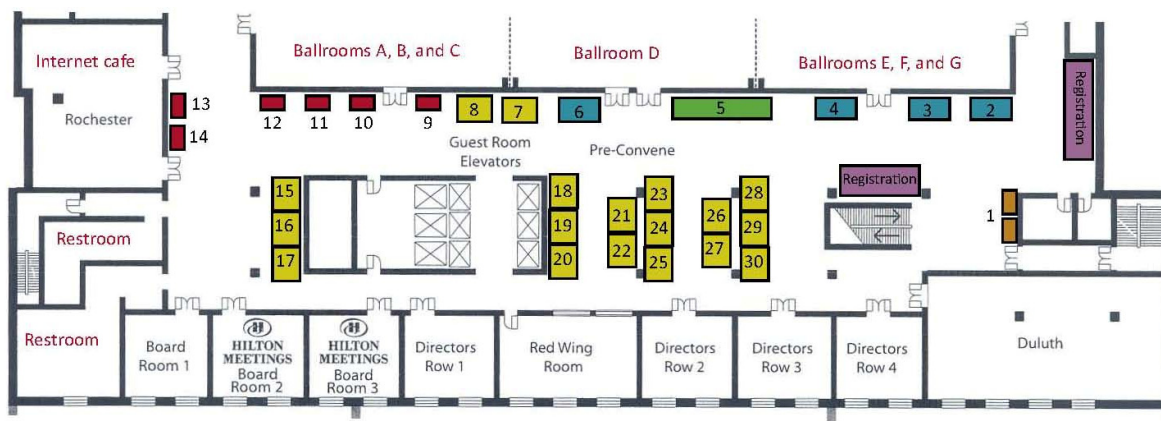 Ballrooms A, B, and C
Ballroom D
Ballrooms E, F, and G
Internet cafe
Rochester
13
14
12
11
10
9
8
7
6
5
4
3
2
Registration
Guest Room
Elevators
Pre-Convene
Registration
15
16
17
18
19
20
21
22
23
24
25
26
27
28
29
30
1
Restroom
Restroom
Board
Room 1
HILTON
MEETINGS
Board
Room 2
HILTON
MEETINGS
Board
Room 3
Directors
Row 1
Red Wing
Room
Directors
Row 2
Directors
Row 3
Directors
Row 4
Duluth